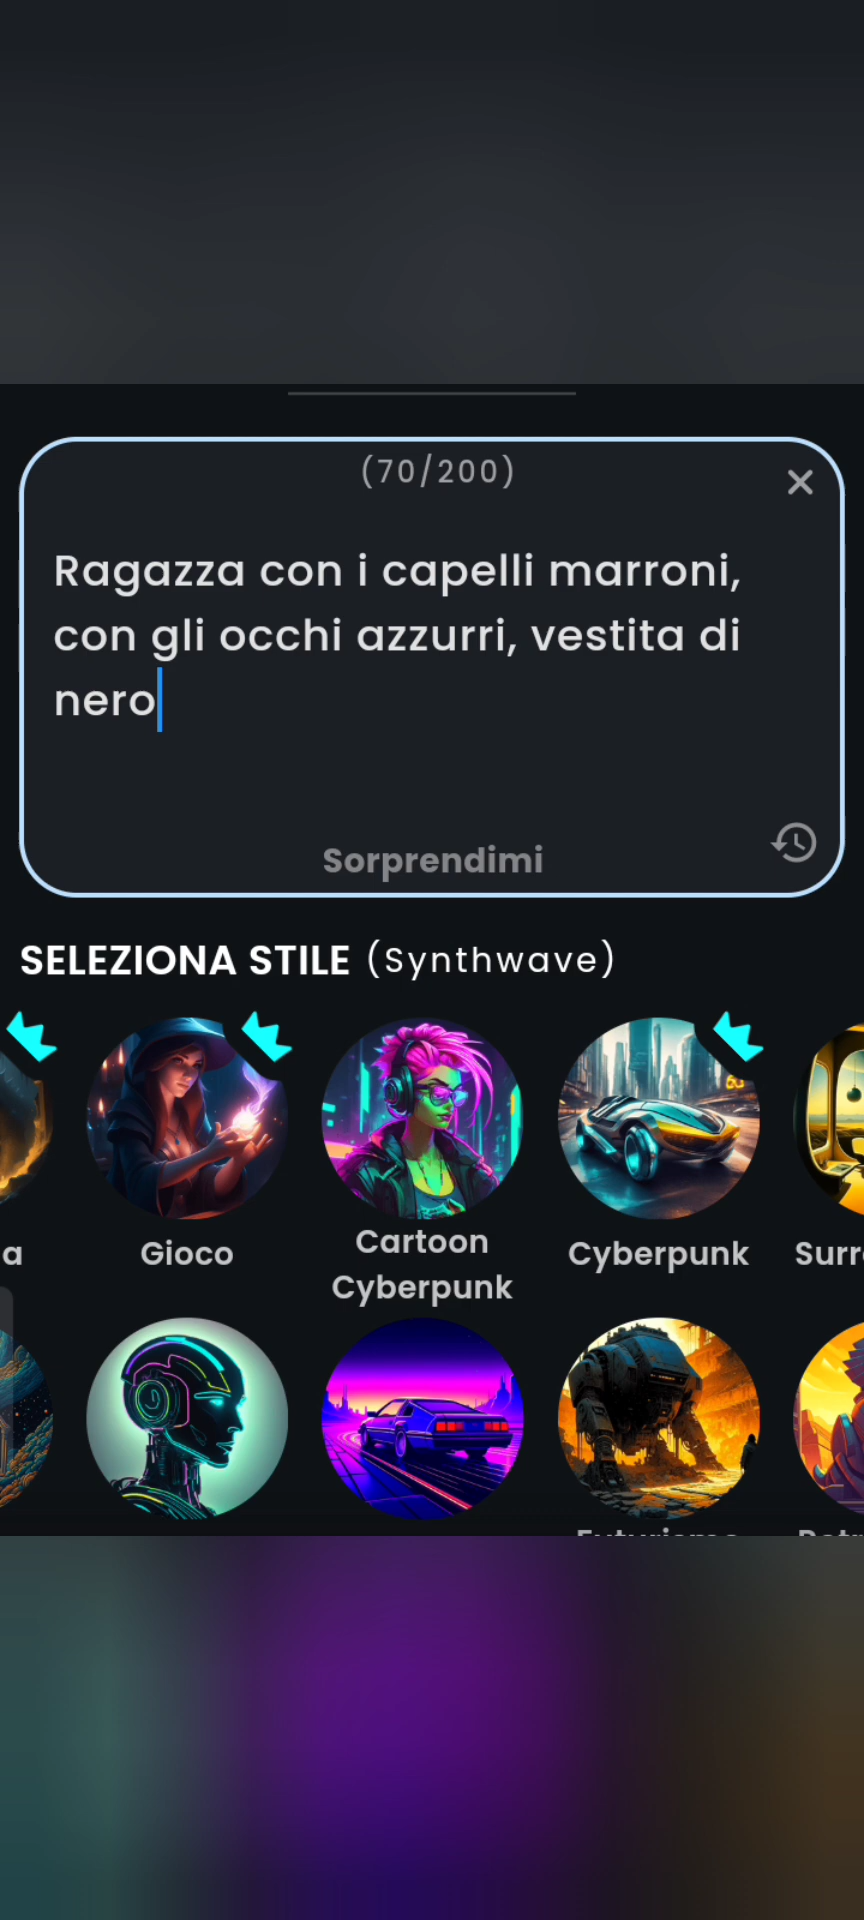 (70/200)
Ragazza con i capelli marroni,
con gli occhi azzurri, vestita di
nero
Sorprendimi
SELEZIONA STILE (Synthwave)
Gioco
Cartoon
Cyberpunk
Cyberpunk